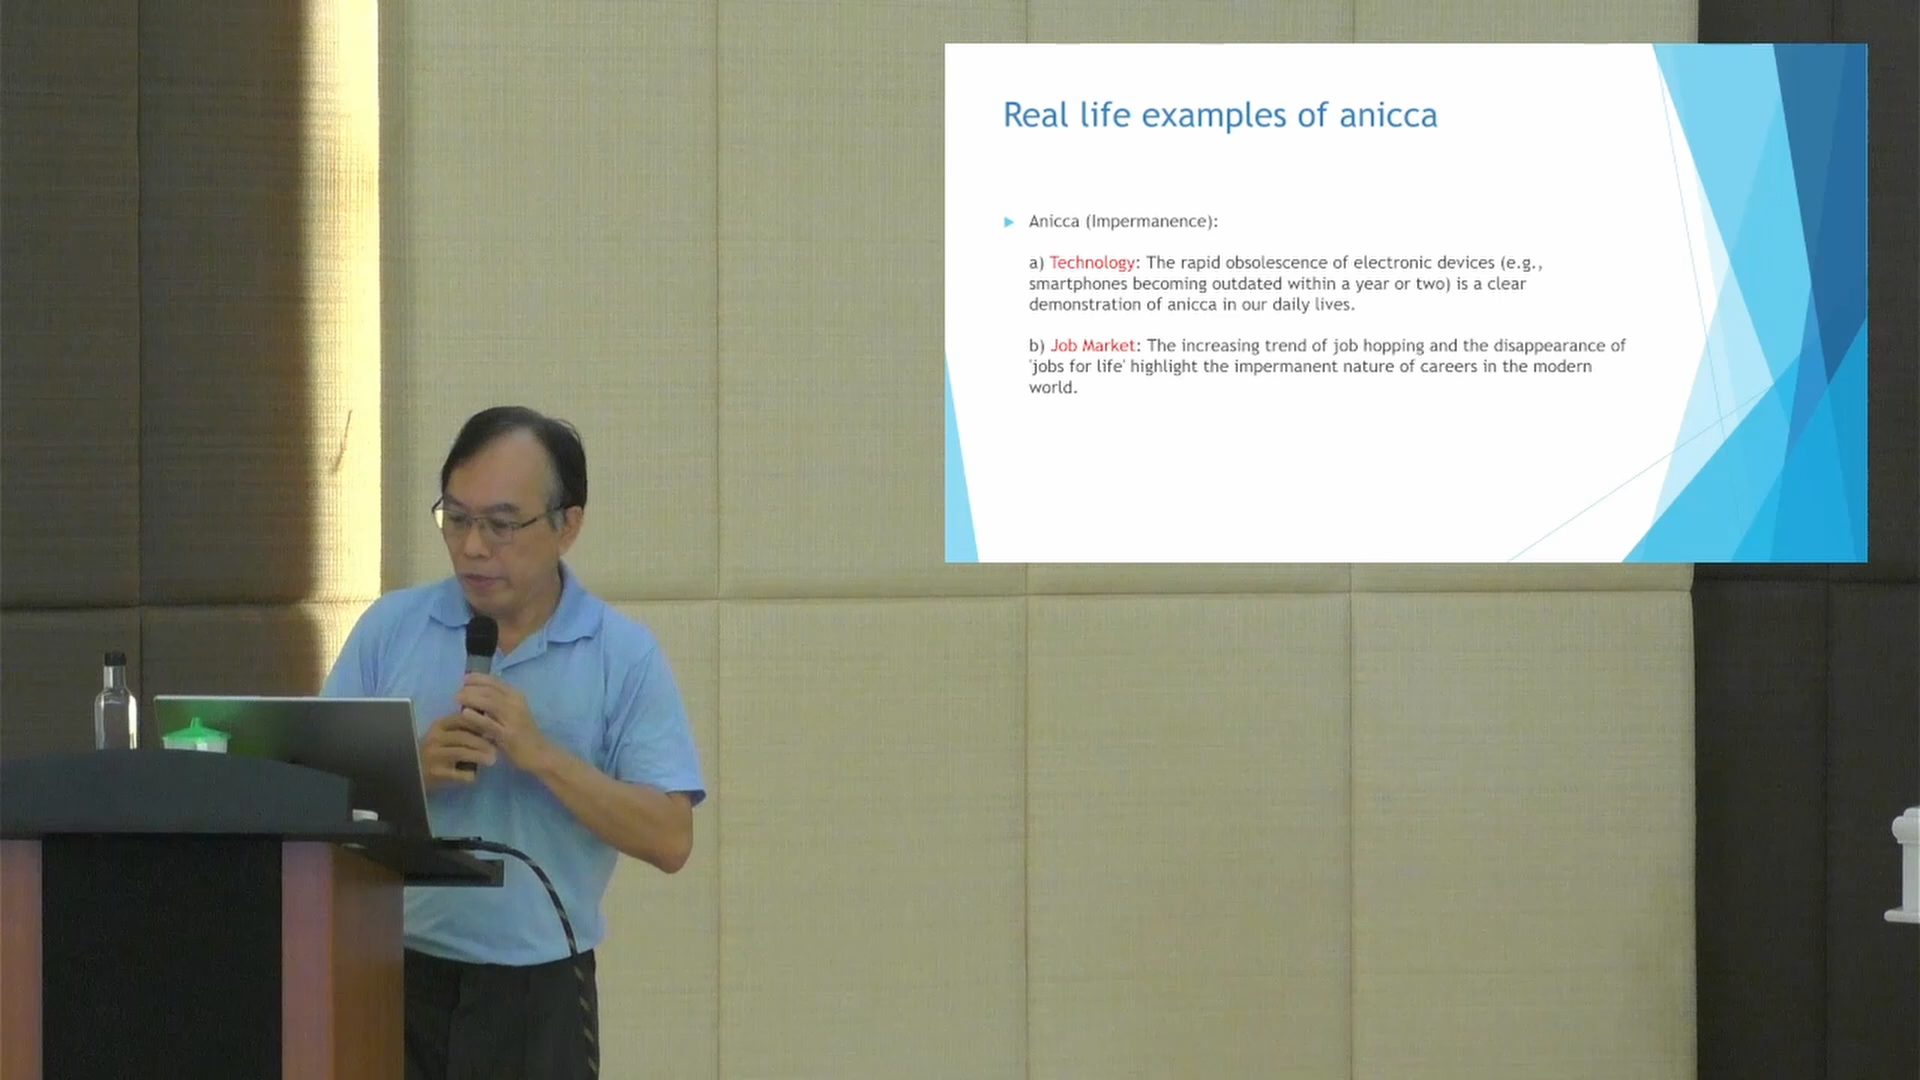 Real life examples of anicca
Anicca (Impermanence):
a) Technology: The rapid obsolescence of electronic devices (e.g.,
smartphones becoming outdated within a year or two) is a clear
demonstration of anicca in our daily lives.
b) Job Market: The increasing trend of job hopping and the disappearance of
'jobs for life' highlight the impermanent nature of careers in the modern
world.